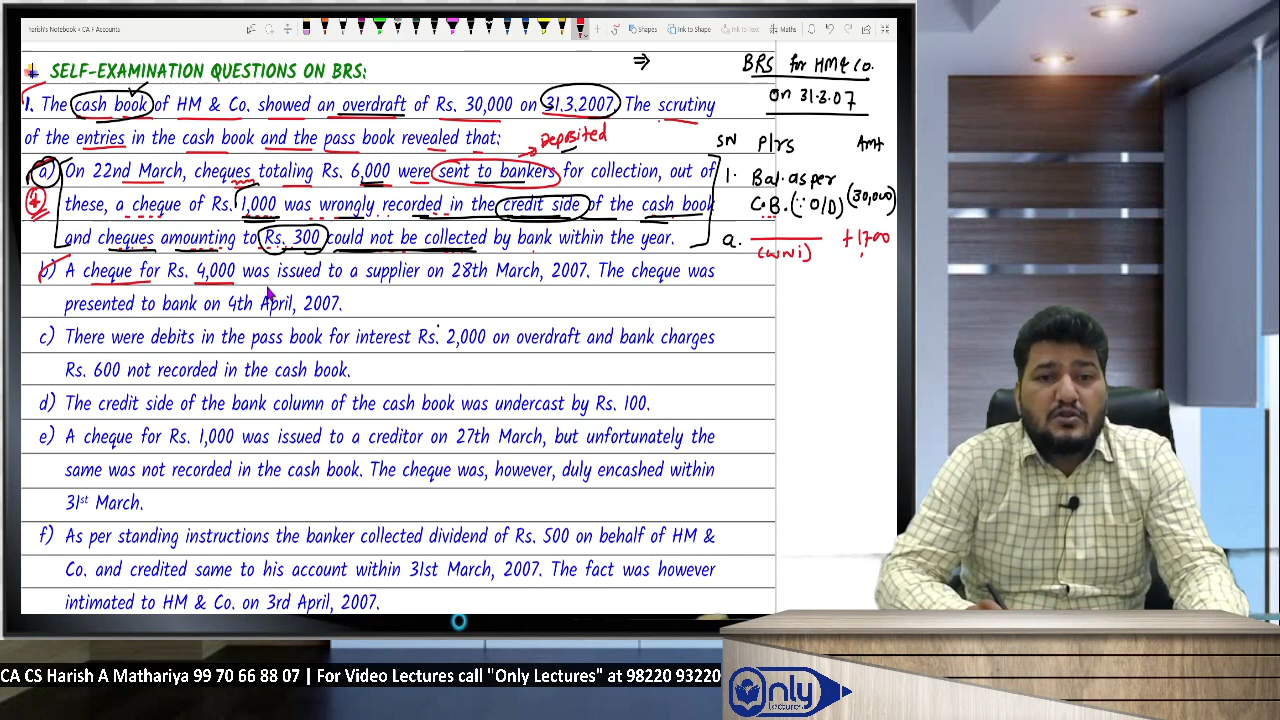 harish's Notebook « CA F Accounts
Shapes
Ink to Shape
Ink to Text
Maths
SELF-EXAMINATION QUESTIONS ON BRS:
1. The cash book of HM & Co. showed an overdraft of Rs. 30,000 on 31.3.2007. The scrutiny
of the entries in the cash book and the pass book revealed that:
Deposited
a) On 22nd March, cheques totaling Rs. 6,000 were sent to bankers for collection, out of
these, a cheque of Rs. 1,000 was wrongly recorded in the credit side of the cash book
and cheques amounting to Rs. 300 could not be collected by bank within the year.
b) A cheque for Rs. 4,000 was issued to a supplier on 28th March, 2007. The cheque was
presented to bank on 4th April, 2007.
c) There were debits in the pass book for interest Rs. 2,000 on overdraft and bank charges
Rs. 600 not recorded in the cash book.
d) The credit side of the bank column of the cash book was undercast by Rs. 100.
e) A cheque for Rs. 1,000 was issued to a creditor on 27th March, but unfortunately the
same was not recorded in the cash book. The cheque was, however, duly encashed within
31st March.
f) As per standing instructions the banker collected dividend of Rs. 500 on behalf of HM &
Co. and credited same to his account within 31st March, 2007. The fact was however
intimated to HM & Co. on 3rd April, 2007.
⇒ BRS for HM & Co.
on 31.3.07
SN P/rs Amt
1. Bal. as per
C.B. (∵ O/D) (30,000)
a. +1700
(WN1)
CA CS Harish A Mathariya 99 70 66 88 07 | For Video Lectures call "Only Lectures" at 98220 93220
Only
Lectures